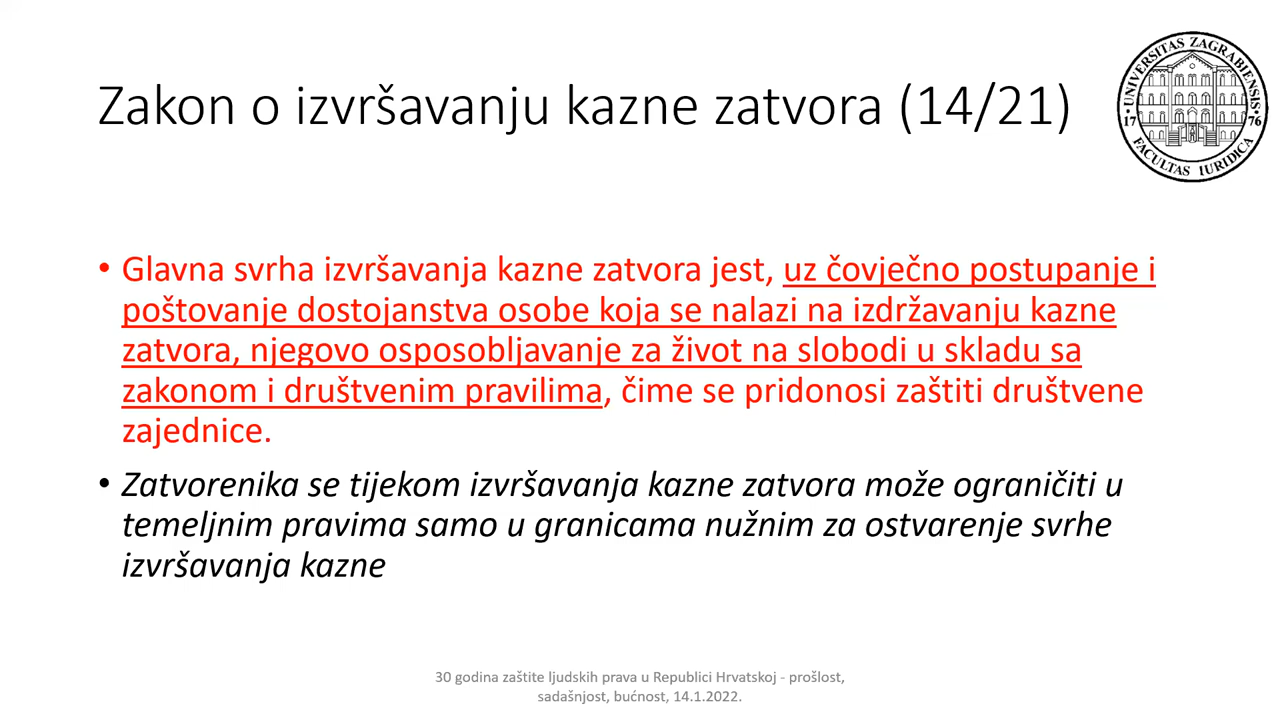 Zakon o izvršavanju kazne zatvora (14/21)
UNIVERSITAS ZAGRABIENSIS
17 76
FACULTAS IURIDICA
• Glavna svrha izvršavanja kazne zatvora jest, uz čovječno postupanje i
poštovanje dostojanstva osobe koja se nalazi na izdržavanju kazne
zatvora, njegovo osposobljavanje za život na slobodi u skladu sa
zakonom i društvenim pravilima, čime se pridonosi zaštiti društvene
zajednice.
• Zatvorenika se tijekom izvršavanja kazne zatvora može ograničiti u
temeljnim pravima samo u granicama nužnim za ostvarenje svrhe
izvršavanja kazne
30 godina zaštite ljudskih prava u Republici Hrvatskoj - prošlost,
sadašnjost, bućnost, 14.1.2022.